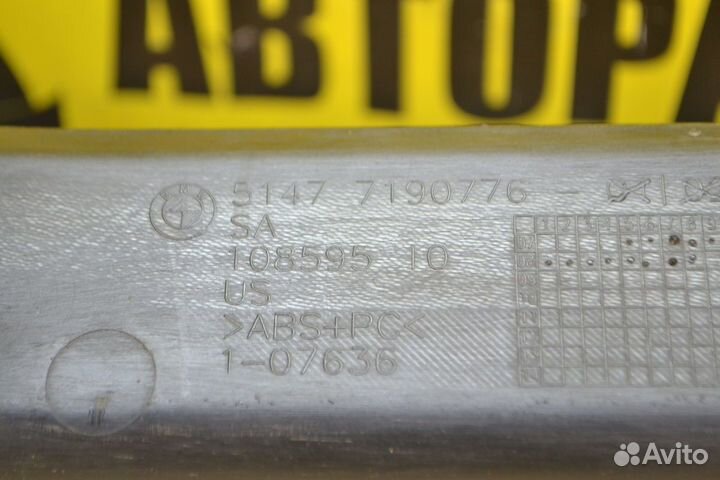 АВТОРА
5147 7190776 -
SA
108595 10
US
>ABS+PC<
1-07636
Avito